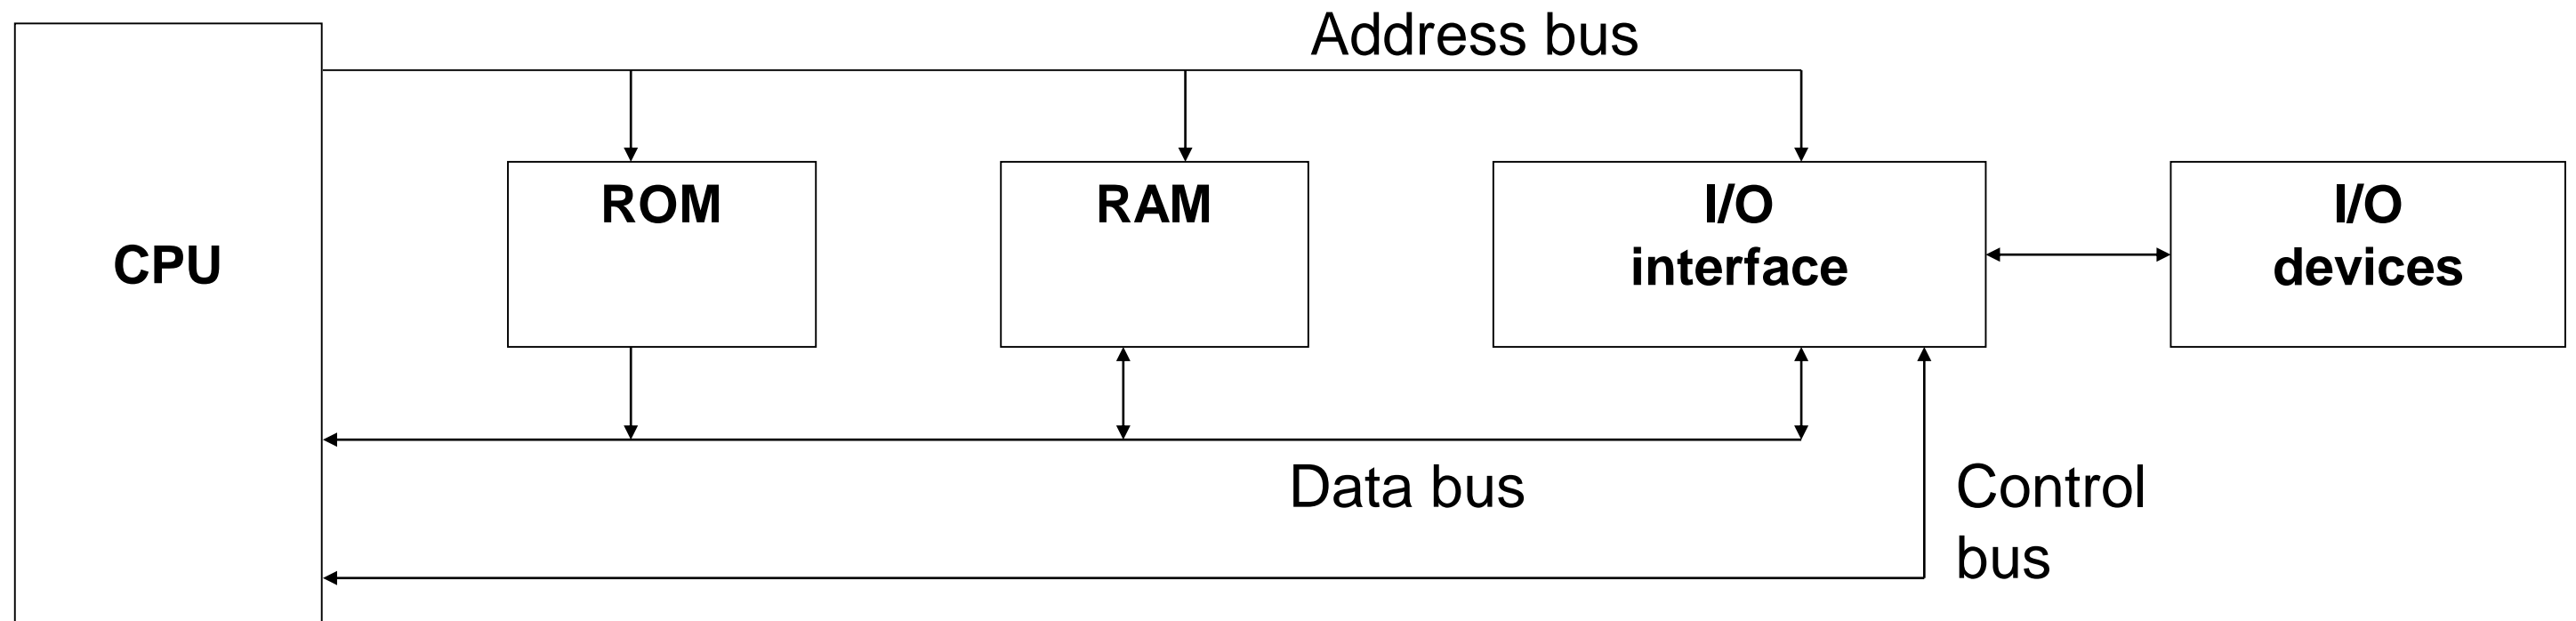 Address bus
CPU
ROM
RAM
I/O
interface
I/O
devices
Data bus
Control
bus